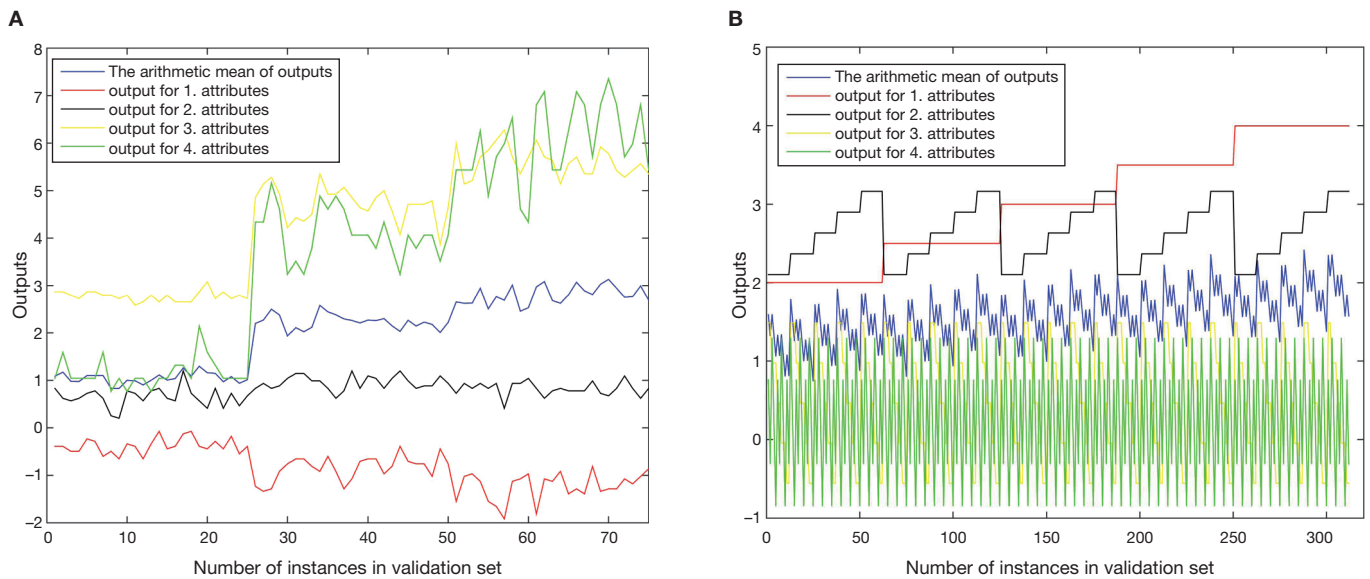 A
8
7
6
5
4
3
2
1
0
−1
−2
Outputs
The arithmetic mean of outputs
output for 1. attributes
output for 2. attributes
output for 3. attributes
output for 4. attributes
0 10 20 30 40 50 60 70
Number of instances in validation set
B
5
4
3
2
1
0
−1
Outputs
The arithmetic mean of outputs
output for 1. attributes
output for 2. attributes
output for 3. attributes
output for 4. attributes
0 50 100 150 200 250 300
Number of instances in validation set